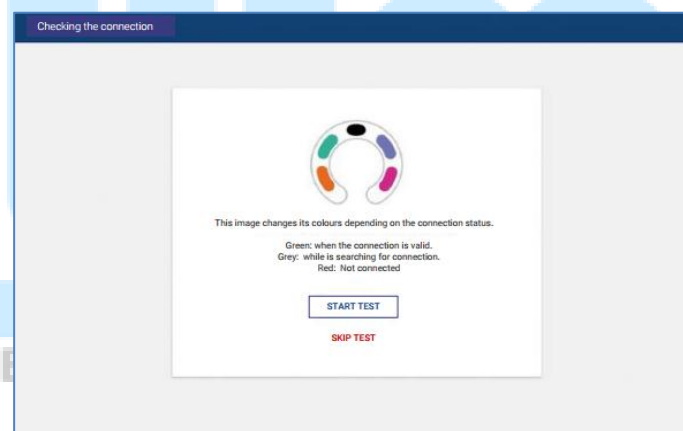 Checking the connection
This image changes its colours depending on the connection status.
Green: when the connection is valid.
Grey: while is searching for connection.
Red: Not connected
START TEST
SKIP TEST